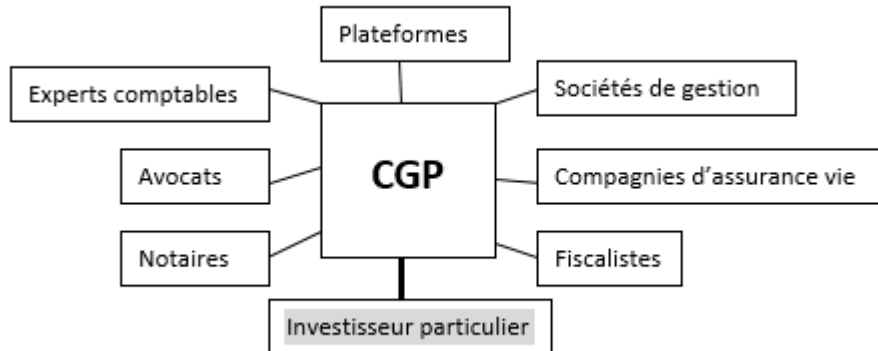 Plateformes
Experts comptables
Sociétés de gestion
Avocats
CGP
Compagnies d’assurance vie
Notaires
Fiscalistes
Investisseur particulier